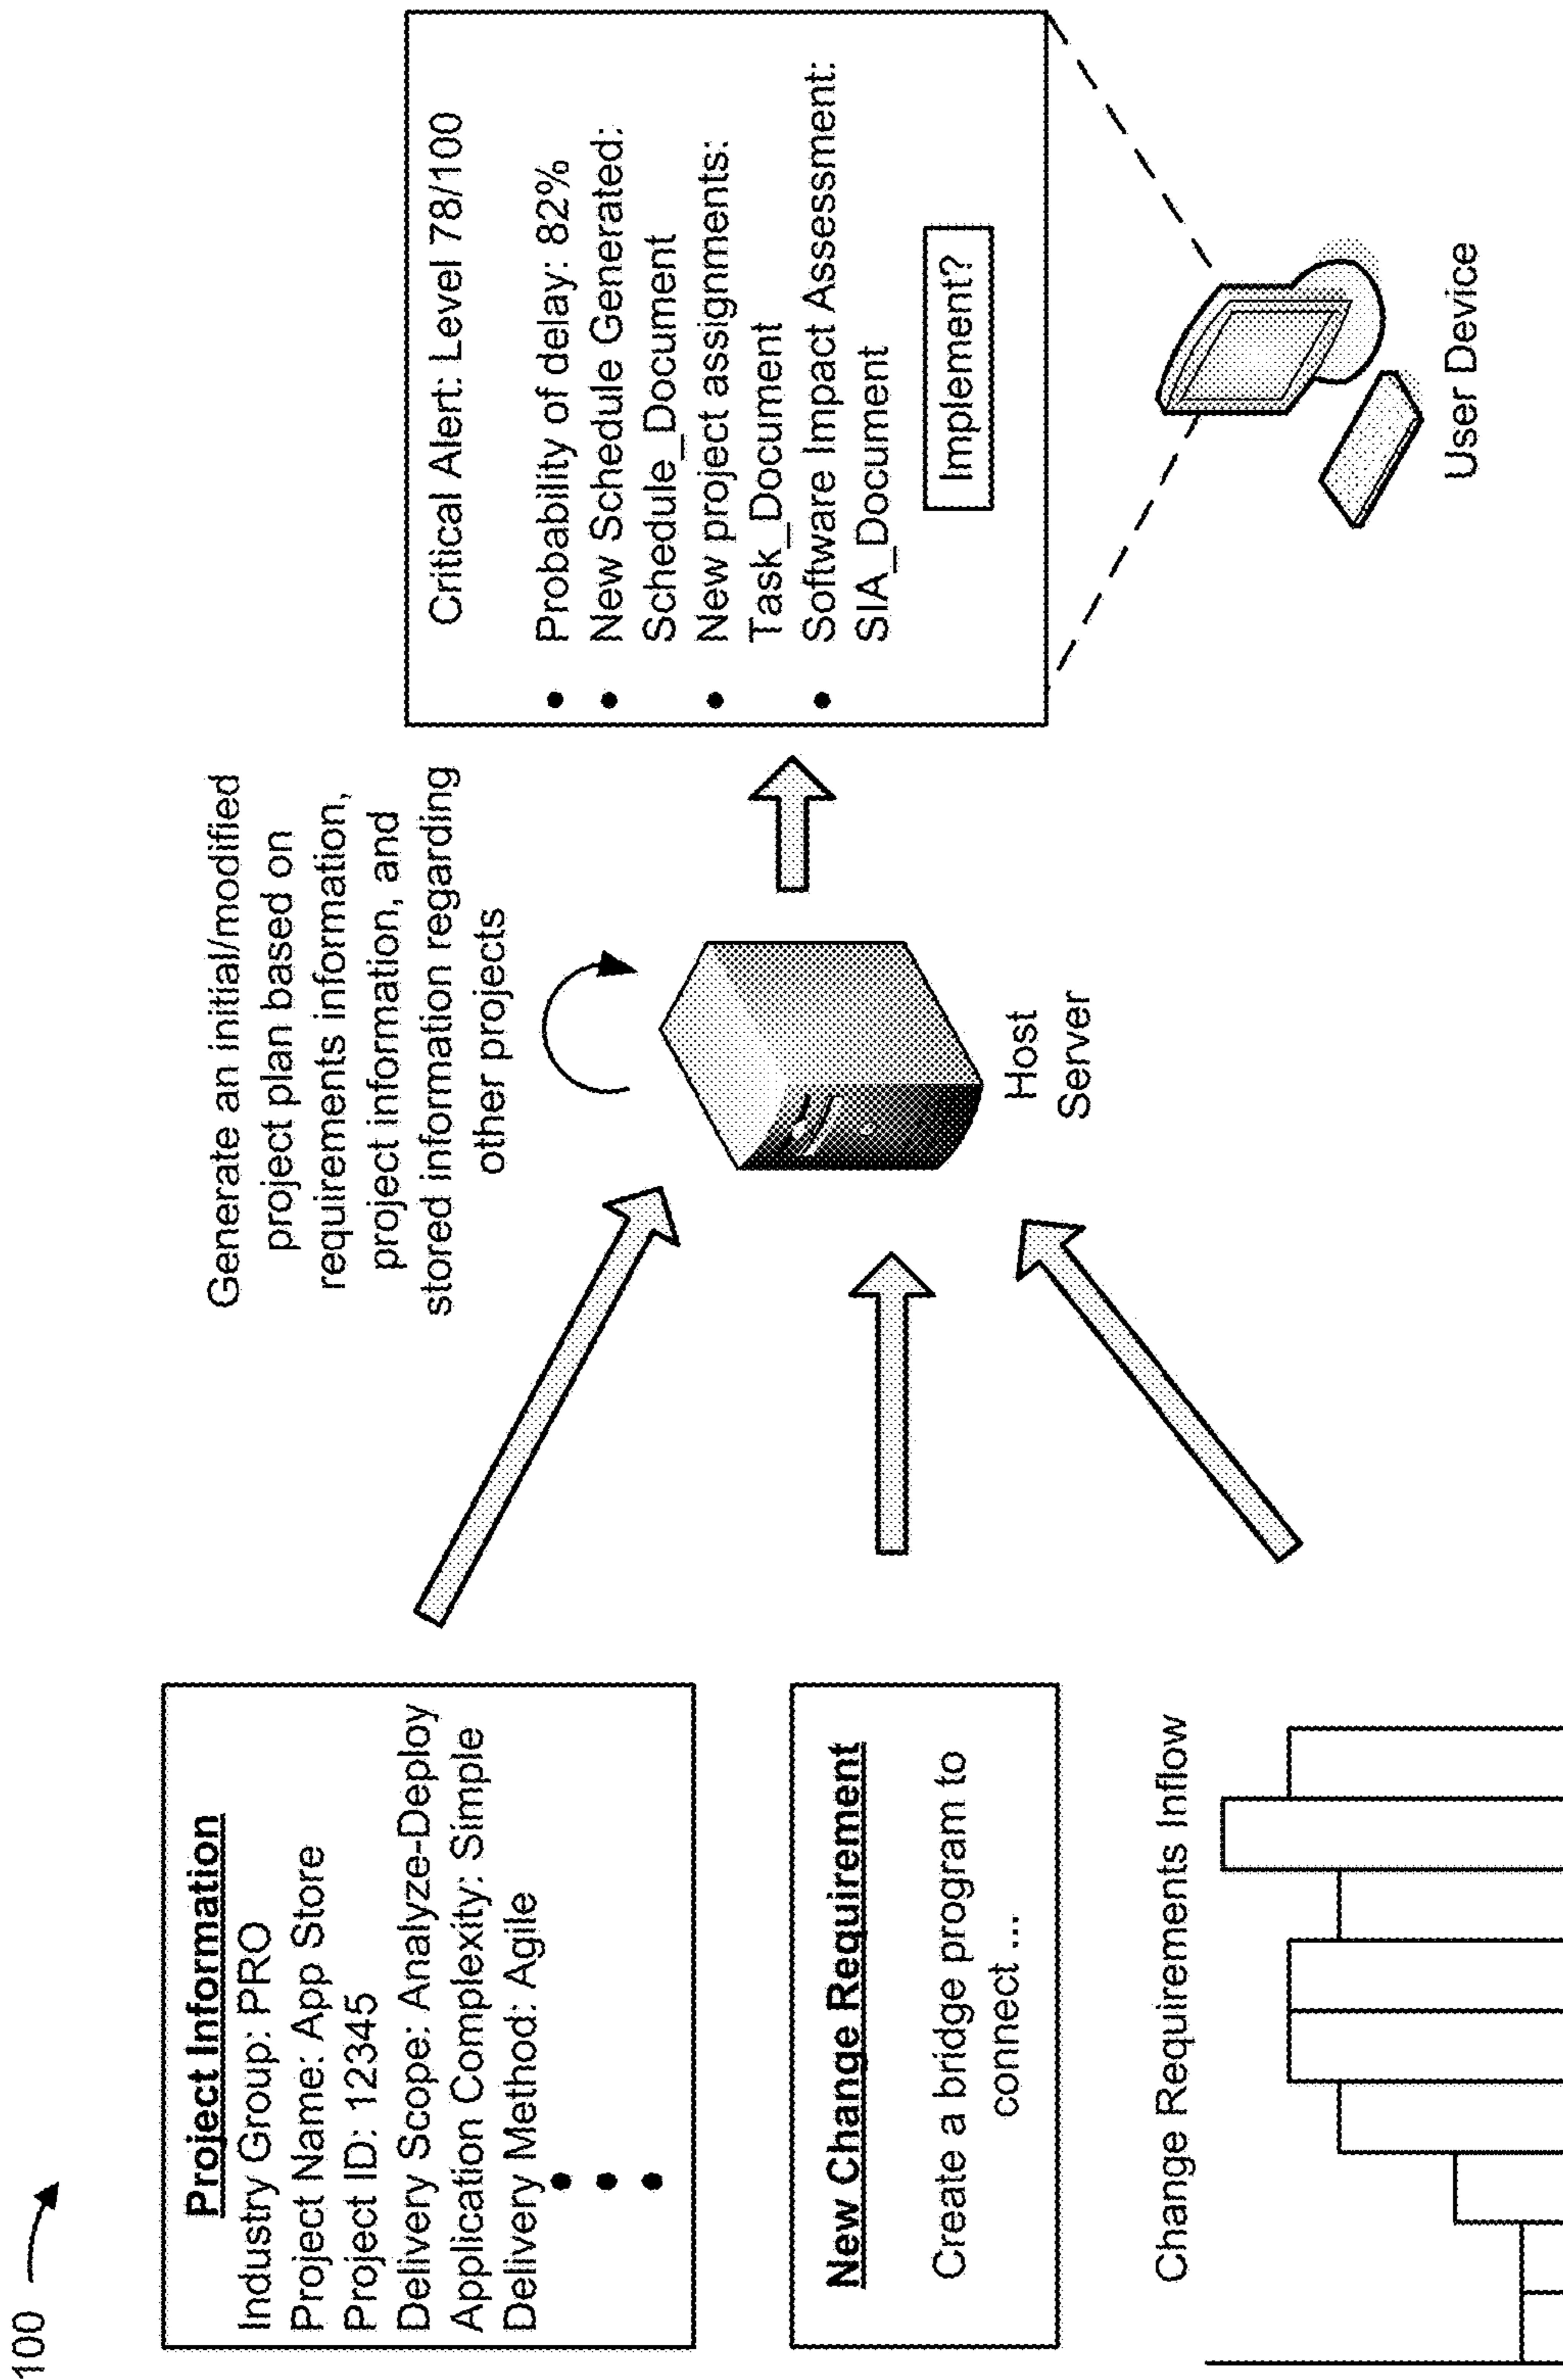 100
Project Information
Industry Group: PRO
Project Name: App Store
Project ID: 12345
Delivery Scope: Analyze-Deploy
Application Complexity: Simple
Delivery Method: Agile
New Change Requirement
Create a bridge program to
connect ...
Change Requirements Inflow
Generate an initial/modified
project plan based on
requirements information,
project information, and
stored information regarding
other projects
Host
Server
Critical Alert: Level 78/100
• Probability of delay: 82%
• New Schedule Generated:
Schedule_Document
• New project assignments:
Task_Document
• Software Impact Assessment:
SIA_Document
Implement?
User Device